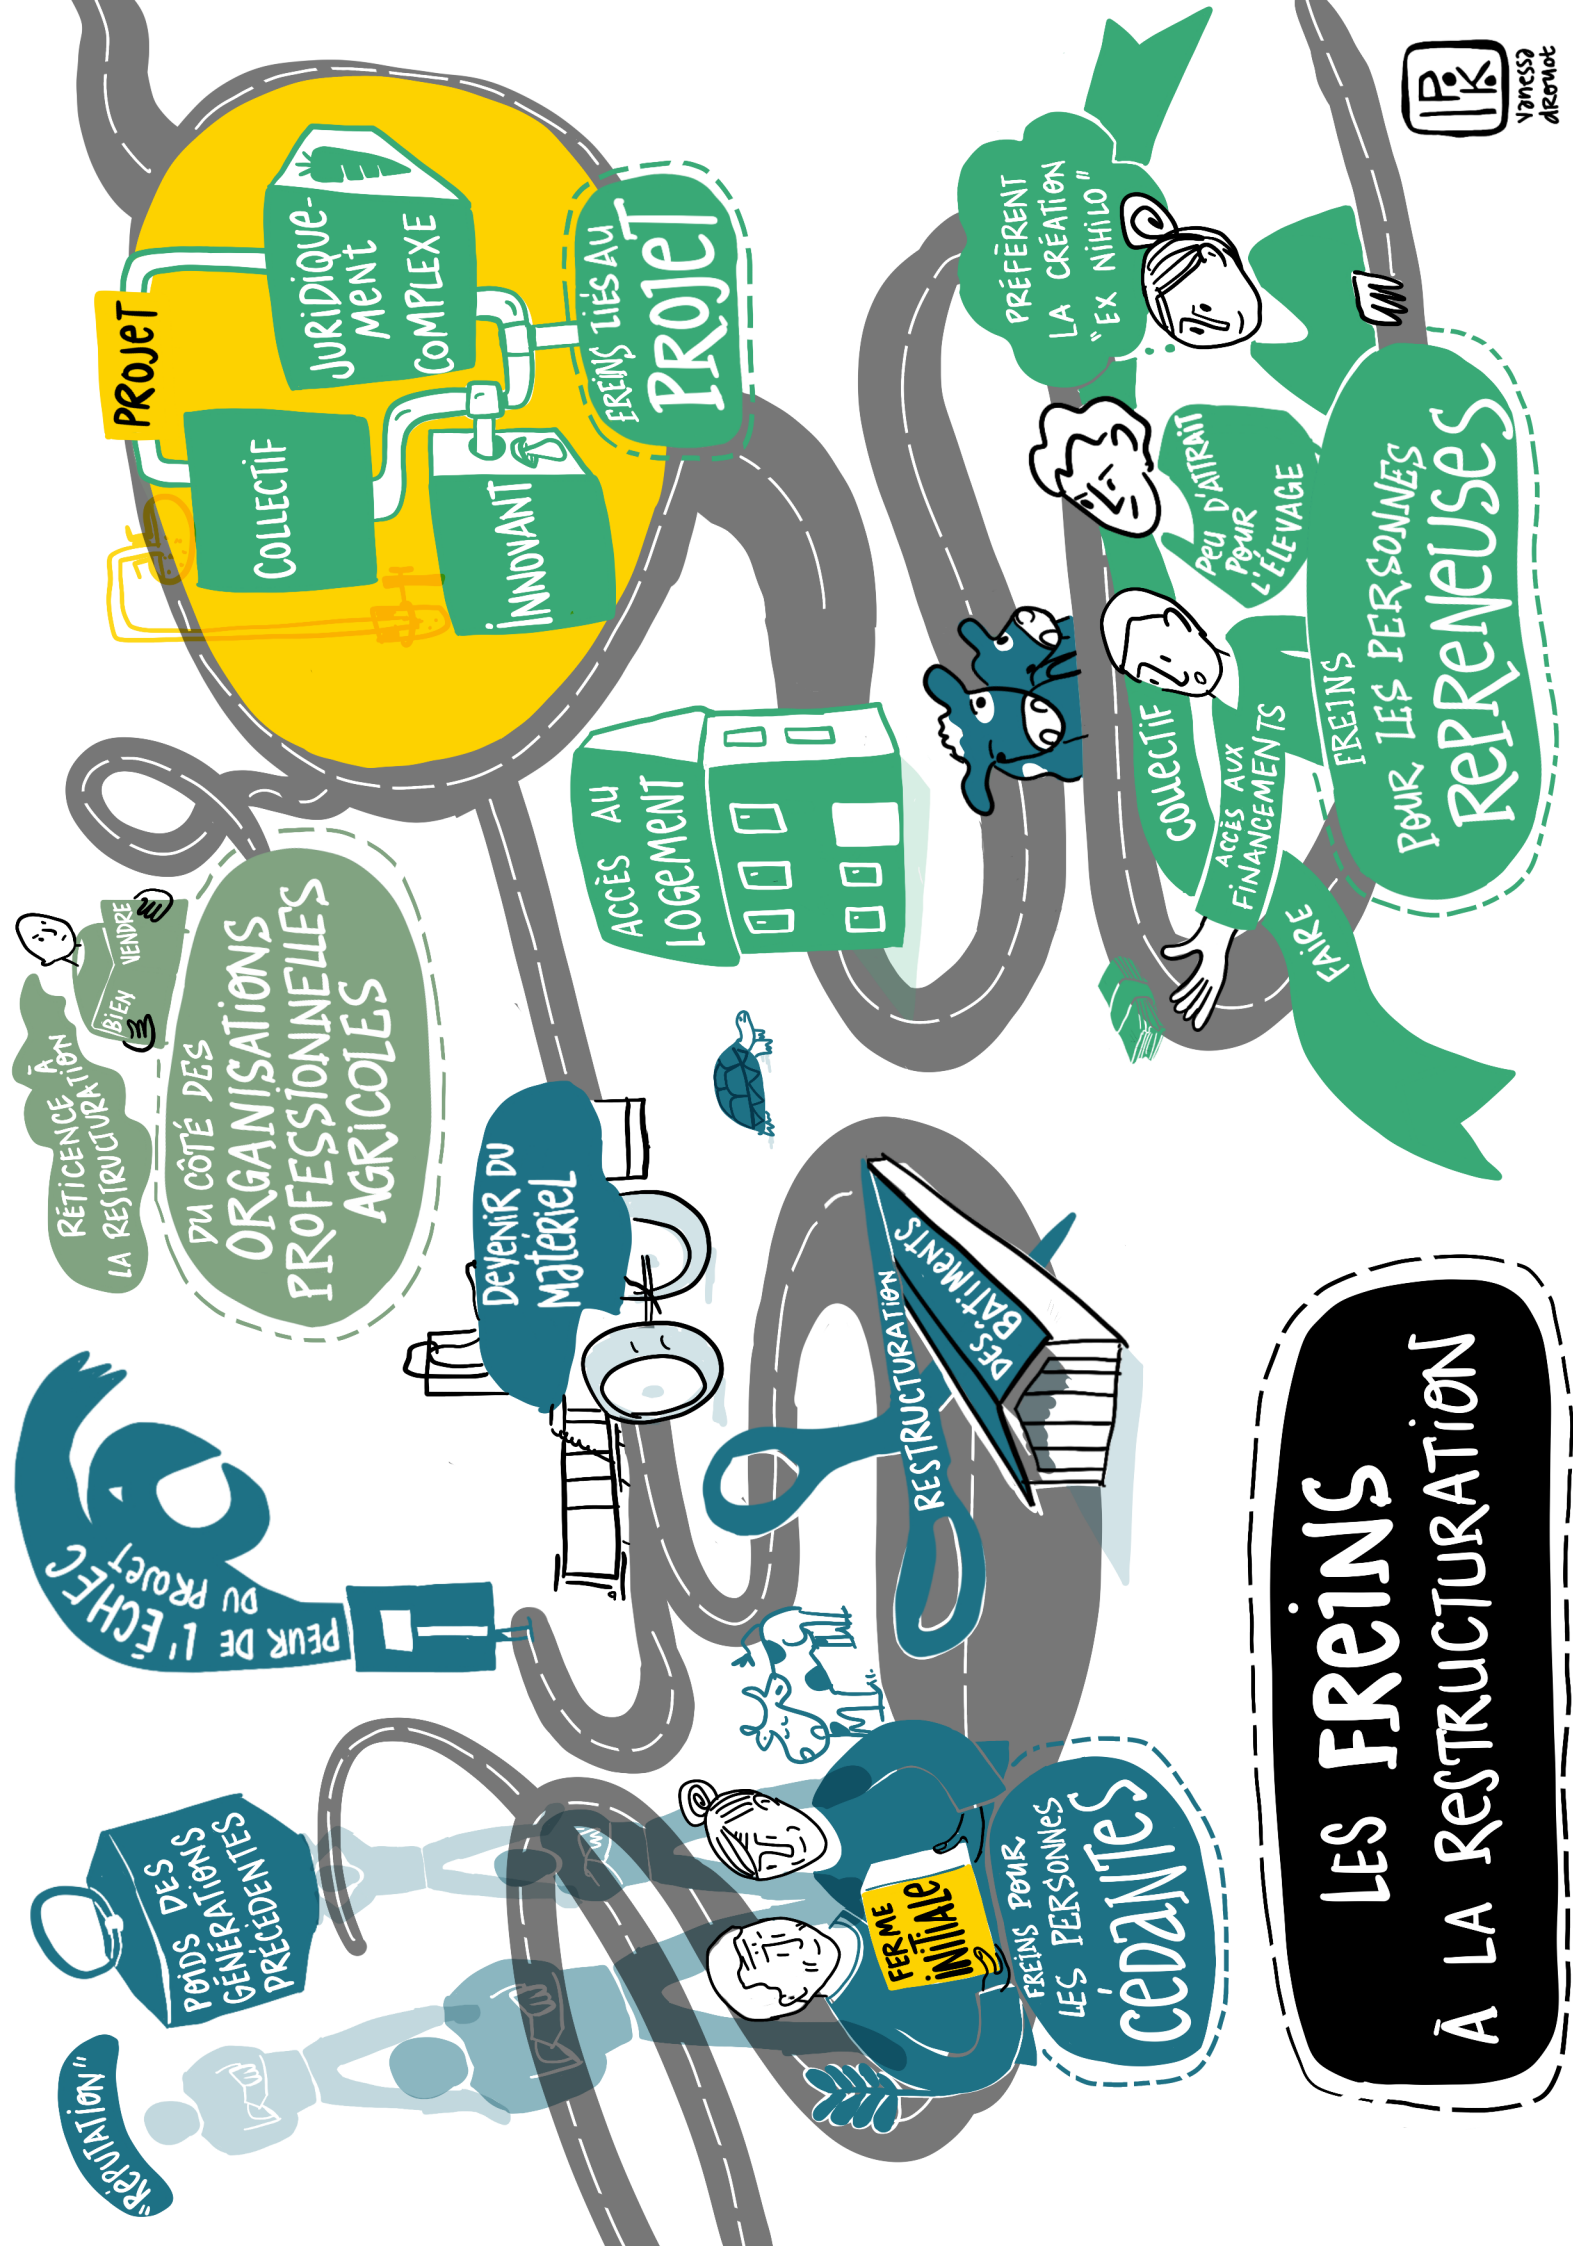 LES FREINS
À LA RESTRUCTURATION
FREINS POUR
LES PERSONNES
CÉDANTES
FERME
INITIALE
"RÉPUTATION"
POIDS DES
GÉNÉRATIONS
PRÉCÉDENTES
PEUR DE L'ÉCHEC
DU PROJET
RESTRUCTURATION
DES BÂTIMENTS
DEVENIR DU
MATÉRIEL
RÉTICENCE À
LA RESTRUCTURATION
BIEN VENDRE
DU CÔTÉ DES
ORGANISATIONS
PROFESSIONNELLES
AGRICOLES
ACCÈS AU
LOGEMENT
PROJET
COLLECTIF
JURIDIQUE-
MENT
COMPLEXE
INNOVANT
FREINS LIÉS AU
PROJET
PRÉFÈRENT
LA CRÉATION
"EX NIHILO"
PEU D'ATTRAIT
POUR
L'ÉLEVAGE
ACCÈS AUX
FINANCEMENTS
FAIRE
COLLECTIF
FREINS
POUR LES PERSONNES
REPRENEUSES
P.K.
vanessa
drouot